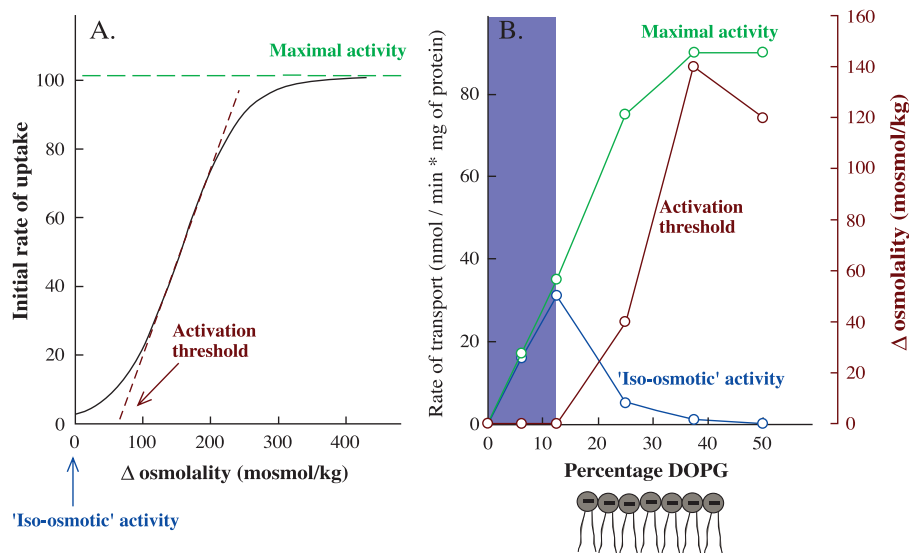 A.
Maximal activity
100
80
60
40
20
0
Initial rate of uptake
Activation
threshold
0
100
200
300
400
Δ osmolality (mosmol/kg)
'Iso-osmotic' activity
B.
Maximal activity
80
60
40
20
0
Rate of transport (nmol / min * mg of protein)
Activation
threshold
'Iso-osmotic' activity
160
140
120
100
80
60
40
20
0
Δ osmolality (mosmol/kg)
0
10
20
30
40
50
Percentage DOPG